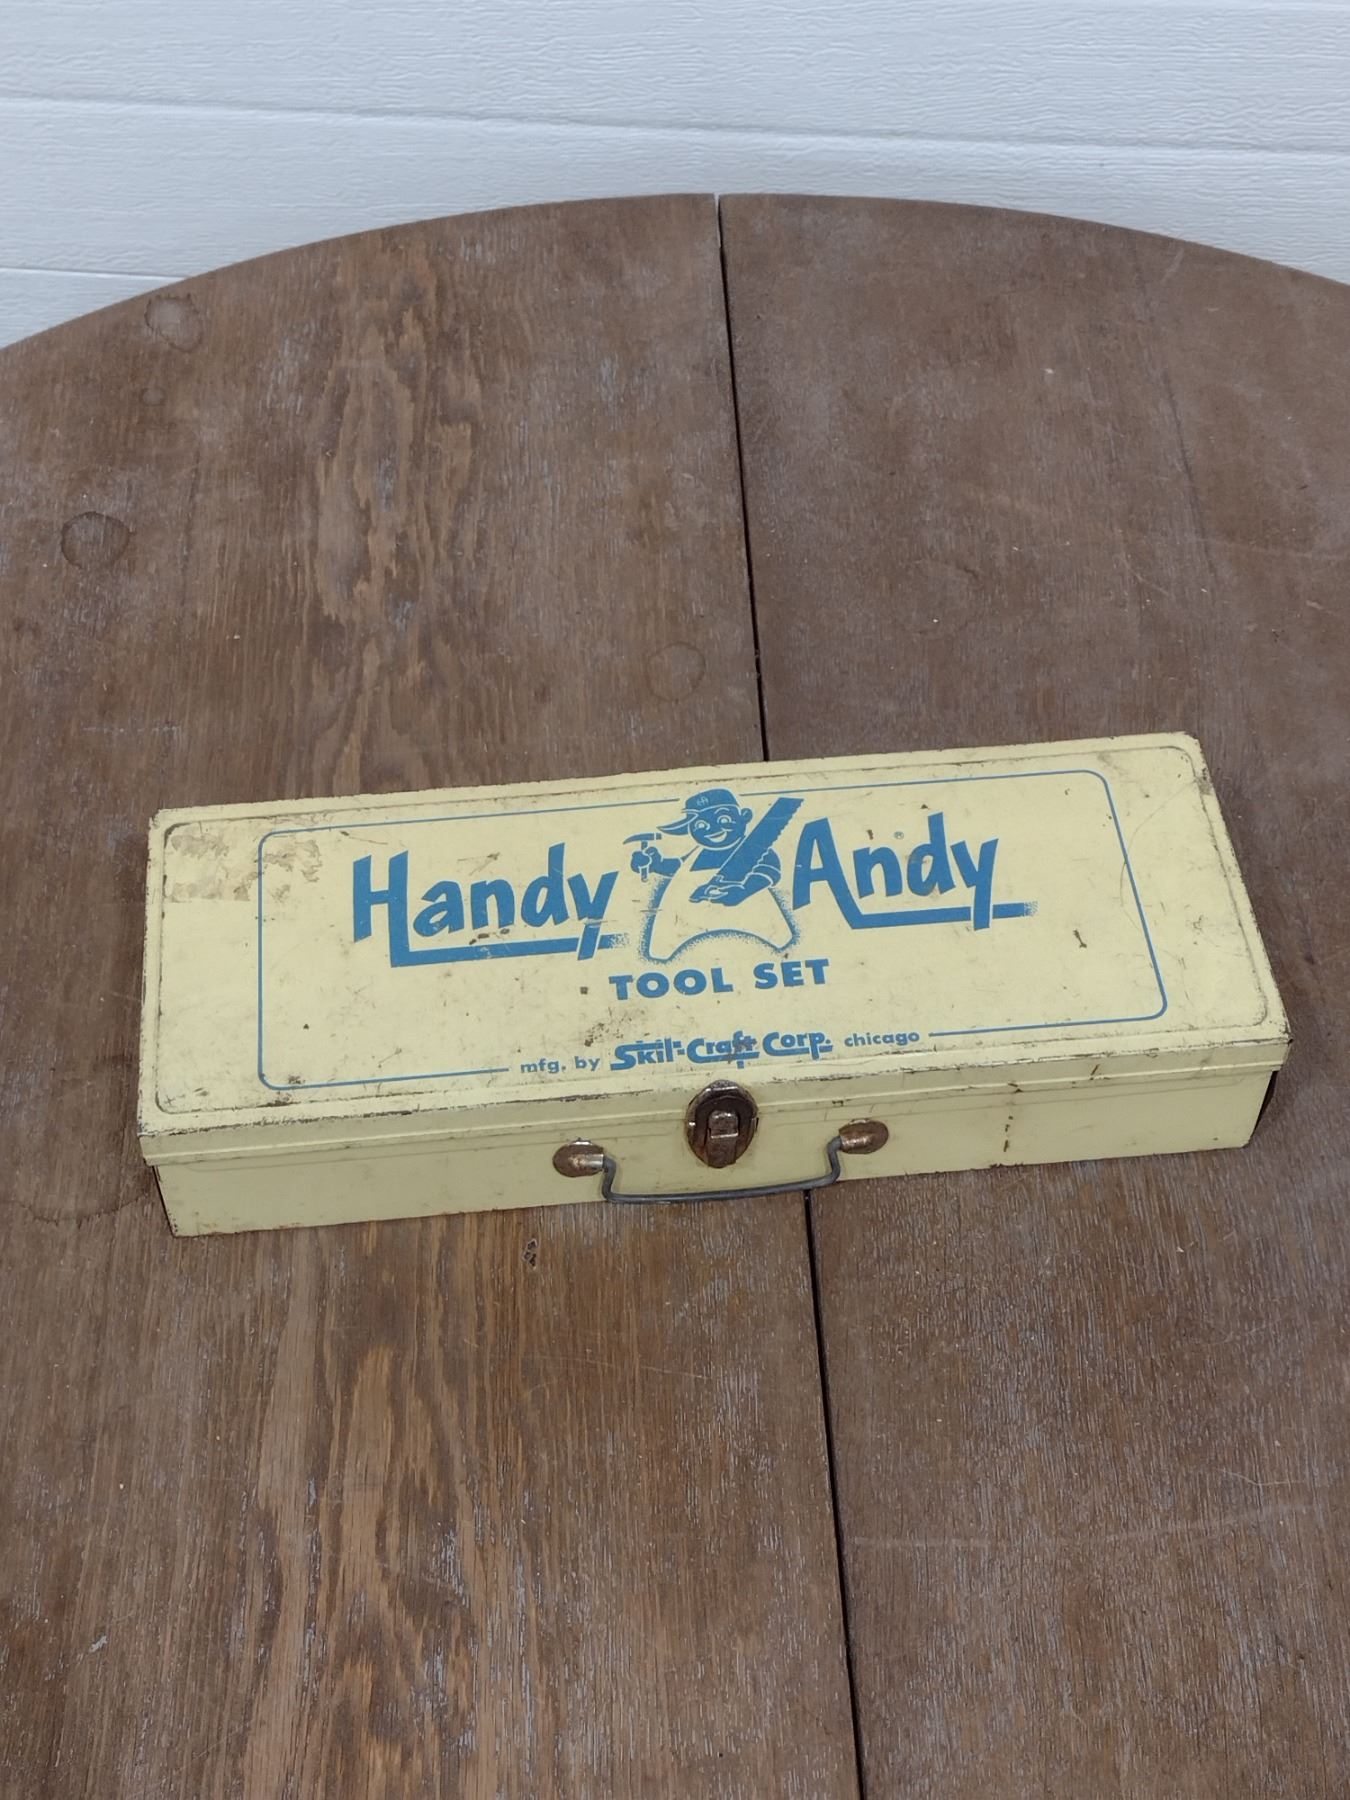 Handy Andy ®
TOOL SET
mfg. by Skil-Craft Corp. chicago